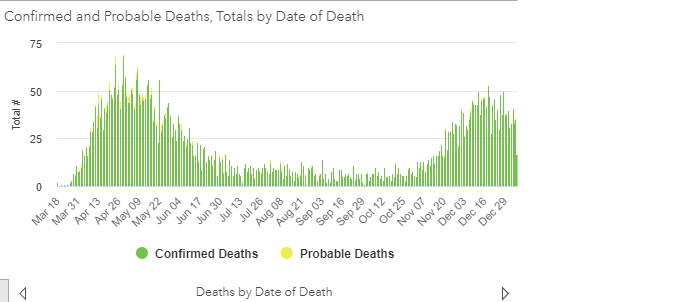 Confirmed and Probable Deaths, Totals by Date of Death
75
50
25
0
Total #
Mar 18
Mar 31
Apr 13
Apr 26
May 09
May 22
Jun 04
Jun 17
Jun 30
Jul 13
Jul 26
Aug 08
Aug 21
Sep 03
Sep 16
Sep 29
Oct 12
Oct 25
Nov 07
Nov 20
Dec 03
Dec 16
Dec 29
Confirmed Deaths
Probable Deaths
Deaths by Date of Death